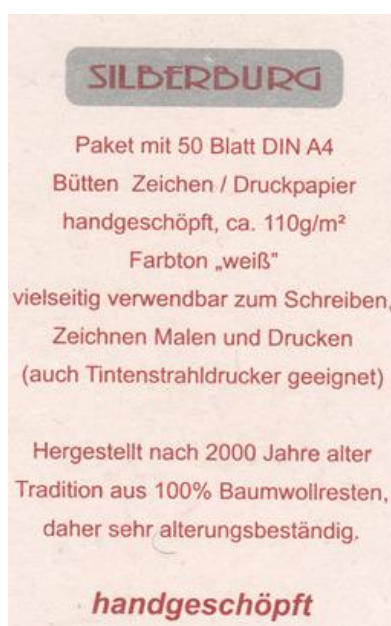 SILBERBURG
Paket mit 50 Blatt DIN A4
Bütten Zeichen / Druckpapier
handgeschöpft, ca. 110g/m²
Farbton „weiß"
vielseitig verwendbar zum Schreiben,
Zeichnen Malen und Drucken
(auch Tintenstrahldrucker geeignet)
Hergestellt nach 2000 Jahre alter
Tradition aus 100% Baumwollresten,
daher sehr alterungsbeständig.
handgeschöpft